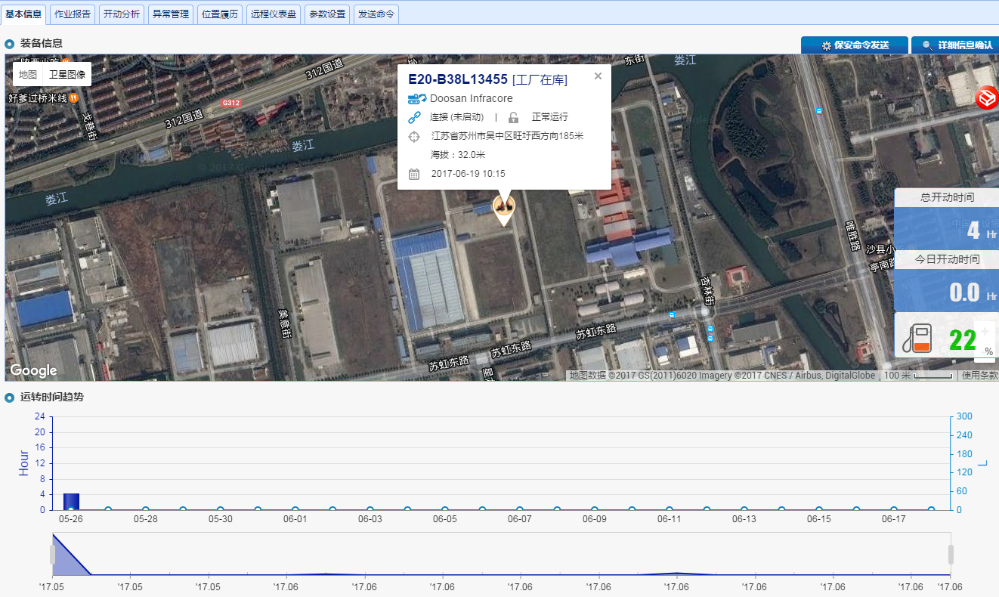 基本信息 作业报告 开动分析 异常管理 位置履历 远程仪表盘 参数设置 发送命令
装备信息
保安命令发送 详细信息确认
地图 卫星图像
好爹过桥米线
戈巷街
312国道
G312
312国道
东街
娄江
娄江
娄江
E20-B38L13455 [工厂在库]
Doosan Infracore
连接 (未启动) | 正常运行
江苏省苏州市吴中区旺圩西方向185米
海拔：32.0米
2017-06-19 10:15
总开动时间
4 Hr
今日开动时间
0.0 Hr
22 %
唯胜路
沙县小吃
亭南路
杏林街
美意街
苏虹东路
苏虹东路
苏虹东路
Google
地图数据 ©2017 GS(2011)6020 Imagery ©2017 CNES / Airbus, DigitalGlobe 100 米 使用条款
运转时间趋势
Hour
24
20
16
12
8
4
0
300
240
180
120
60
0
L
05-26 05-28 05-30 06-01 06-03 06-05 06-07 06-09 06-11 06-13 06-15 06-17
'17.05 '17.05 '17.05 '17.06 '17.06 '17.06 '17.06 '17.06 '17.06 '17.06 '17.06 '17.06 '17.06